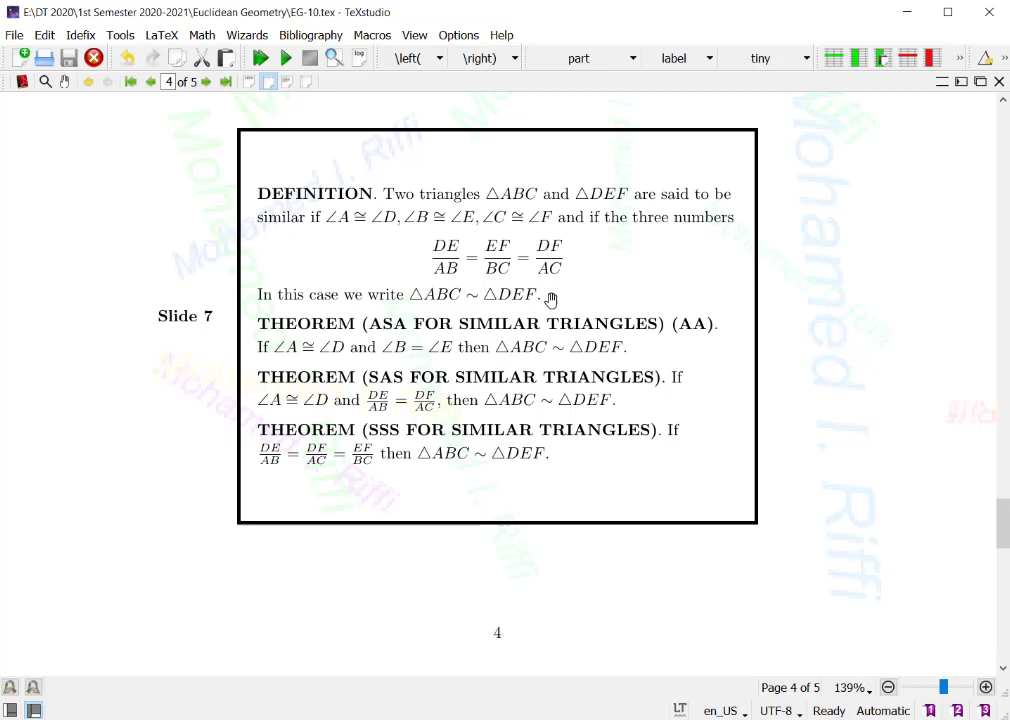 E:\DT 2020\1st Semester 2020-2021\Euclidean Geometry\EG-10.tex - TeXstudio
File Edit Idefix Tools LaTeX Math Wizards Bibliography Macros View Options Help
log \left( \right) part label tiny
4 of 5
Mohamed I. Riffi
DEFINITION. Two triangles △ABC and △DEF are said to be
similar if ∠A ≅ ∠D, ∠B ≅ ∠E, ∠C ≅ ∠F and if the three numbers
DE/AB = EF/BC = DF/AC
In this case we write △ABC ∼ △DEF.
Slide 7
THEOREM (ASA FOR SIMILAR TRIANGLES) (AA).
If ∠A ≅ ∠D and ∠B = ∠E then △ABC ∼ △DEF.
THEOREM (SAS FOR SIMILAR TRIANGLES). If
∠A ≅ ∠D and DE/AB = DF/AC, then △ABC ∼ △DEF.
THEOREM (SSS FOR SIMILAR TRIANGLES). If
DE/AB = DF/AC = EF/BC then △ABC ∼ △DEF.
4
Page 4 of 5 139%
LT en_US UTF-8 Ready Automatic 1 2 3